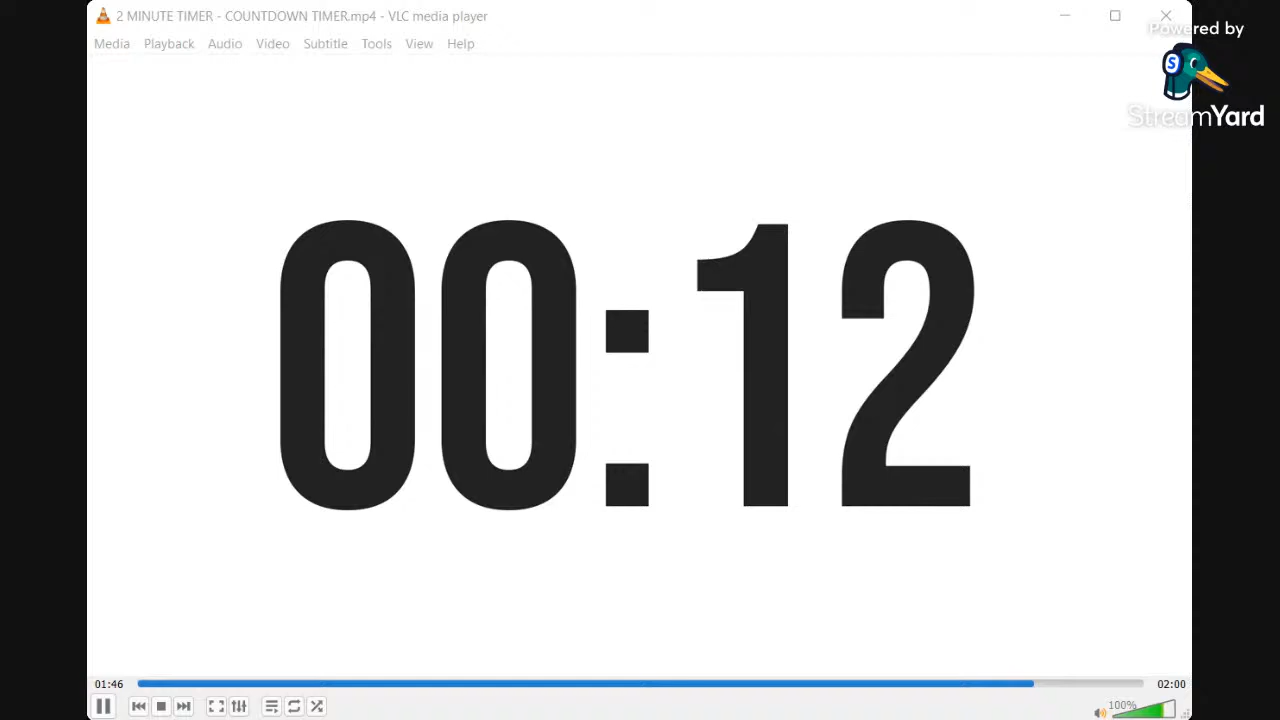 2 MINUTE TIMER - COUNTDOWN TIMER.mp4 - VLC media player
Powered by
Media Playback Audio Video Subtitle Tools View Help
S
StreamYard
00:12
01:46 02:00
100%